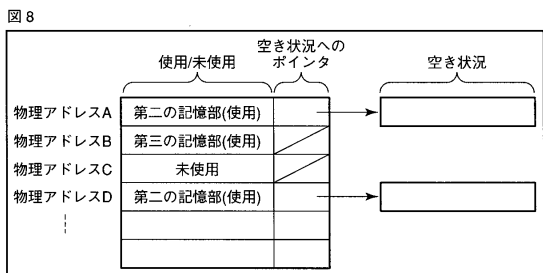 図8
空き状況への
使用/未使用 ポインタ 空き状況
物理アドレスA 第二の記憶部(使用)
物理アドレスB 第三の記憶部(使用)
物理アドレスC 未使用
物理アドレスD 第二の記憶部(使用)